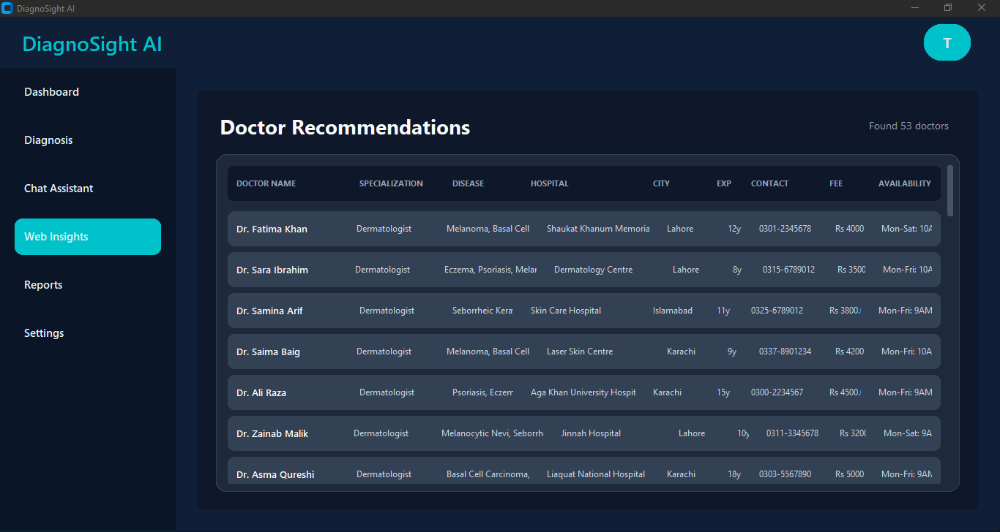 DiagnoSight AI
DiagnoSight AI
T
Dashboard
Diagnosis
Chat Assistant
Web Insights
Reports
Settings
Doctor Recommendations
Found 53 doctors
DOCTOR NAME SPECIALIZATION DISEASE HOSPITAL CITY EXP CONTACT FEE AVAILABILITY
Dr. Fatima Khan Dermatologist Melanoma, Basal Cell Shaukat Khanum Memoria Lahore 12y 0301-2345678 Rs 4000 Mon-Sat: 10A
Dr. Sara Ibrahim Dermatologist Eczema, Psoriasis, Melar Dermatology Centre Lahore 8y 0315-6789012 Rs 3500 Mon-Fri: 10A
Dr. Samina Arif Dermatologist Seborrheic Kera Skin Care Hospital Islamabad 11y 0325-6789012 Rs 3800. Mon-Fri: 9AM
Dr. Saima Baig Dermatologist Melanoma, Basal Cell Laser Skin Centre Karachi 9y 0337-8901234 Rs 4200 Mon-Fri: 10A
Dr. Ali Raza Dermatologist Psoriasis, Eczem Aga Khan University Hospit Karachi 15y 0300-2234567 Rs 4500. Mon-Fri: 9AM
Dr. Zainab Malik Dermatologist Melanocytic Nevi, Seborrh Jinnah Hospital Lahore 10y 0311-3345678 Rs 3200 Mon-Sat: 9A
Dr. Asma Qureshi Dermatologist Basal Cell Carcinoma, Liaquat National Hospital Karachi 18y 0303-5567890 Rs 5000 Mon-Fri: 9AM